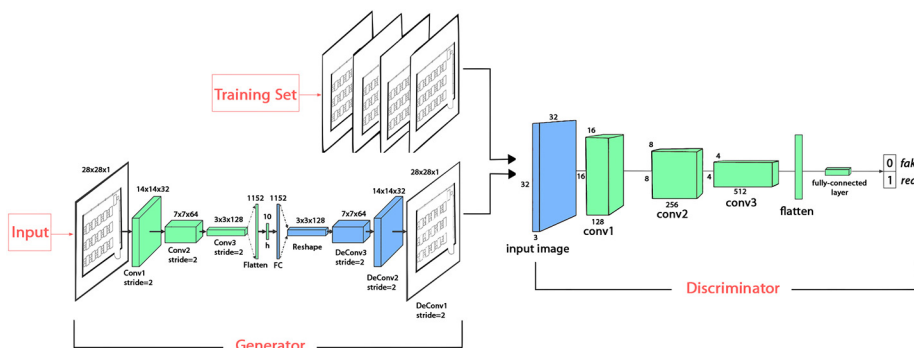 Training Set
Input
28x28x1
14x14x32
7x7x64
3x3x128
1152
10
1152
3x3x128
7x7x64
14x14x32
28x28x1
Conv1
stride=2
Conv2
stride=2
Conv3
stride=2
Flatten
h
FC
Reshape
DeConv3
stride=2
DeConv2
stride=2
DeConv1
stride=2
Generator
32
32
3
input image
16
16
128
conv1
8
8
256
conv2
4
4
512
conv3
flatten
fully-connected
layer
0
1
Discriminator